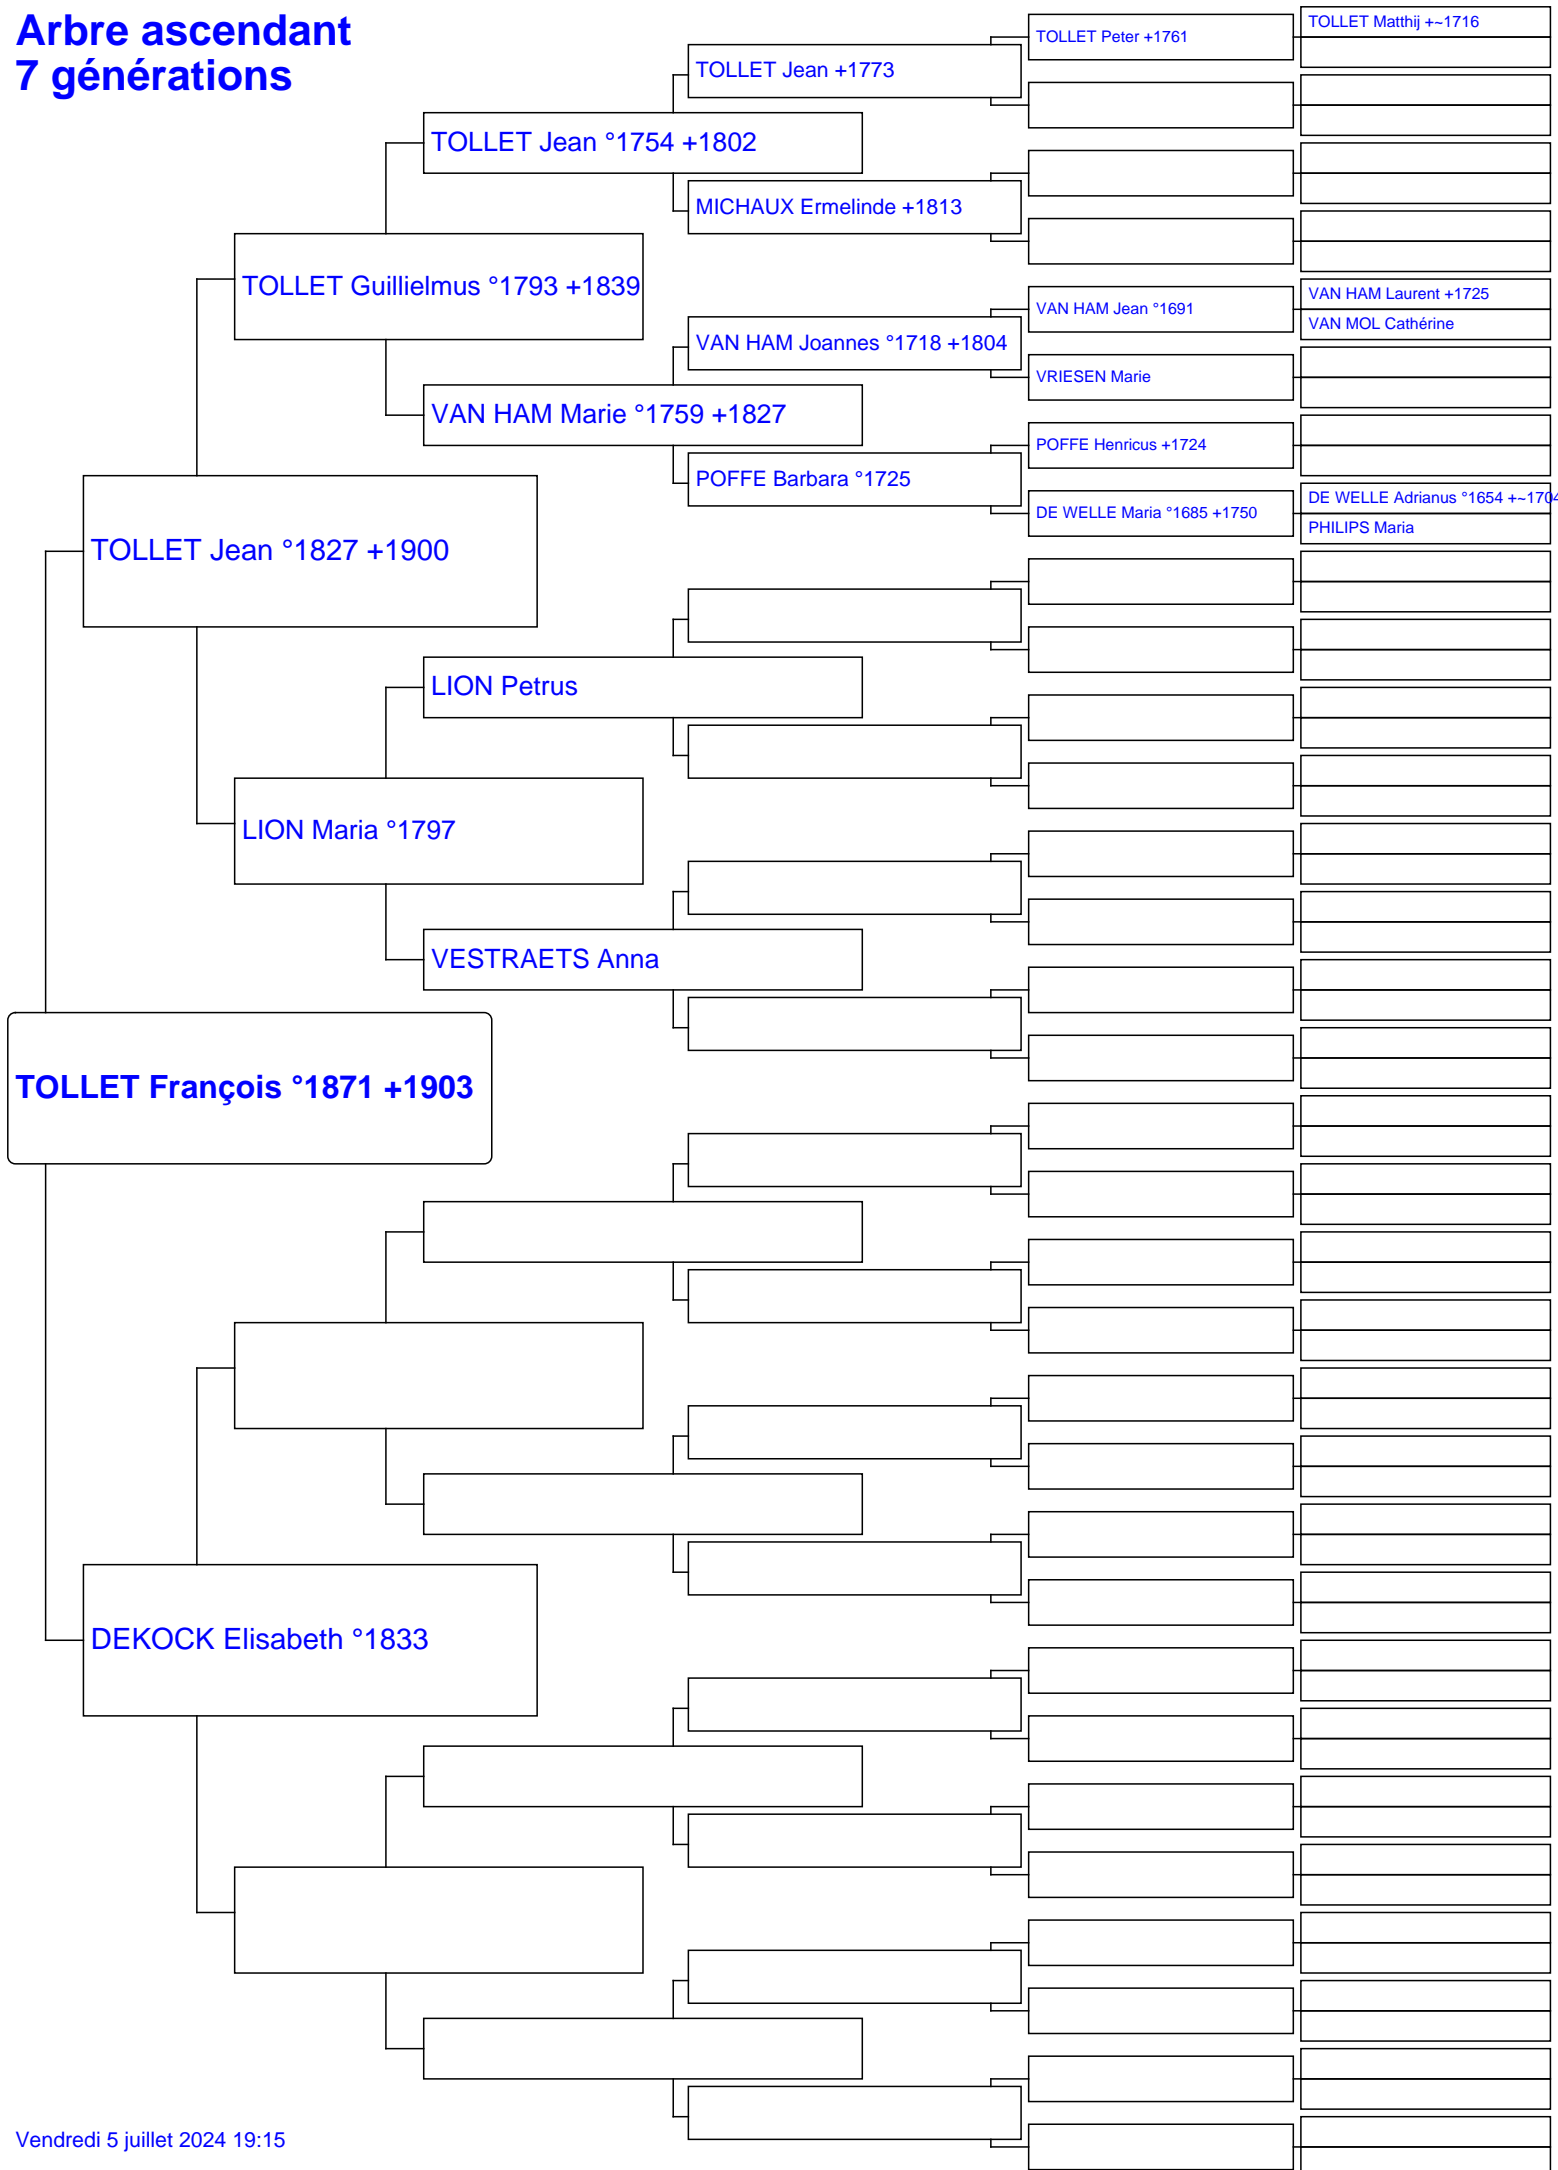 Arbre ascendant
7 générations
TOLLET Matthij +~1716
TOLLET Peter +1761
TOLLET Jean +1773
TOLLET Jean °1754 +1802
MICHAUX Ermelinde +1813
TOLLET Guillielmus °1793 +1839
VAN HAM Laurent +1725
VAN HAM Jean °1691
VAN MOL Cathérine
VAN HAM Joannes °1718 +1804
VRIESEN Marie
VAN HAM Marie °1759 +1827
POFFE Henricus +1724
POFFE Barbara °1725
DE WELLE Adrianus °1654 +~1704
DE WELLE Maria °1685 +1750
PHILIPS Maria
TOLLET Jean °1827 +1900
LION Petrus
LION Maria °1797
VESTRAETS Anna
TOLLET François °1871 +1903
DEKOCK Elisabeth °1833
Vendredi 5 juillet 2024 19:15